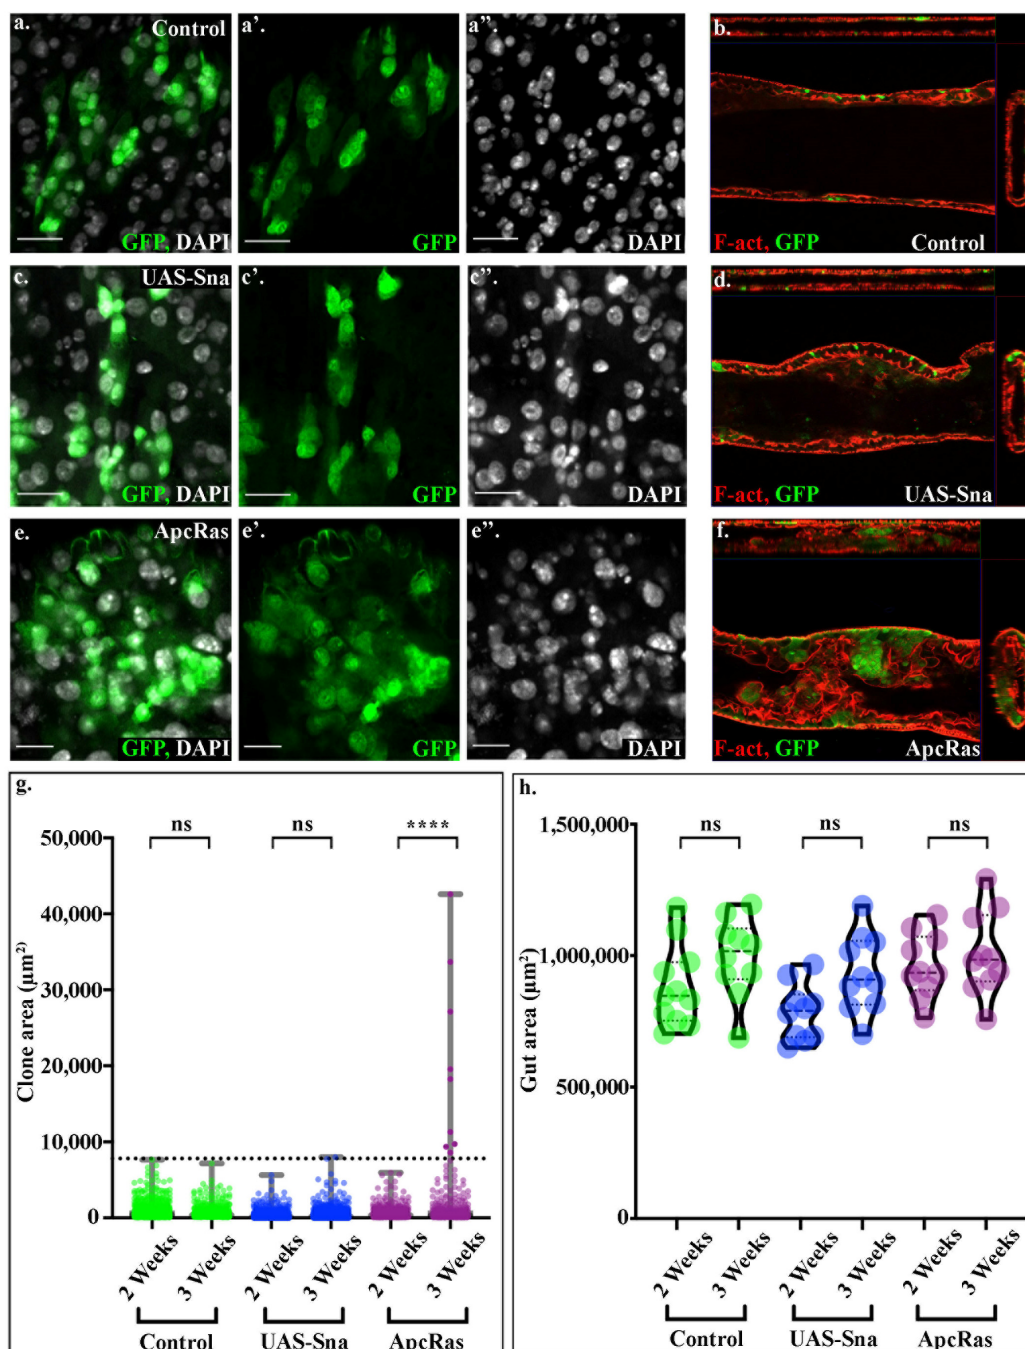 a. Control
GFP, DAPI
a'.
GFP
a''.
DAPI
b.
F-act, GFP Control
c. UAS-Sna
GFP, DAPI
c'.
GFP
c''.
DAPI
d.
F-act, GFP UAS-Sna
e. ApcRas
GFP, DAPI
e'.
GFP
e''.
DAPI
f.
F-act, GFP ApcRas
g.
ns ns ****
Clone area (µm²)
50,000
40,000
30,000
20,000
10,000
0
2 Weeks 3 Weeks 2 Weeks 3 Weeks 2 Weeks 3 Weeks
Control UAS-Sna ApcRas
h.
ns ns ns
Gut area (µm²)
1,500,000
1,000,000
500,000
0
2 Weeks 3 Weeks 2 Weeks 3 Weeks 2 Weeks 3 Weeks
Control UAS-Sna ApcRas